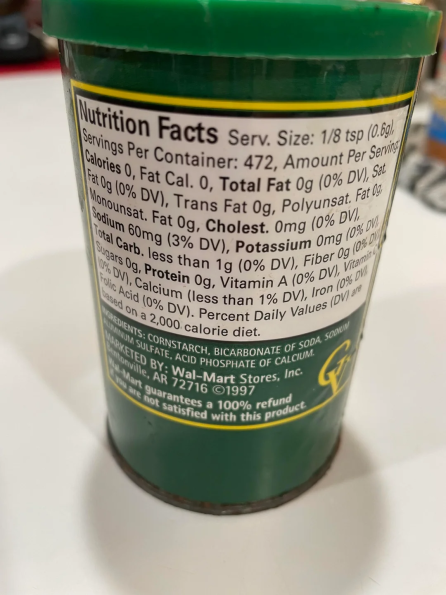 Nutrition Facts Serv. Size: 1/8 tsp (0.6g),
Servings Per Container: 472, Amount Per Serving:
Calories 0, Fat Cal. 0, Total Fat 0g (0% DV), Sat.
Fat 0g (0% DV), Trans Fat 0g, Polyunsat. Fat 0g,
Monounsat. Fat 0g, Cholest. 0mg (0% DV),
Sodium 60mg (3% DV), Potassium 0mg (0% DV),
Total Carb. less than 1g (0% DV), Fiber 0g (0% DV),
Sugars 0g, Protein 0g, Vitamin A (0% DV), Vitamin
(0% DV), Calcium (less than 1% DV), Iron (0% DV),
Folic Acid (0% DV). Percent Daily Values (DV) are
based on a 2,000 calorie diet.
INGREDIENTS: CORNSTARCH, BICARBONATE OF SODA, SODIUM
ALUMINUM SULFATE, ACID PHOSPHATE OF CALCIUM.
MARKETED BY: Wal-Mart Stores, Inc.
Bentonville, AR 72716 ©1997
Wal-Mart guarantees a 100% refund
if you are not satisfied with this product.
GV